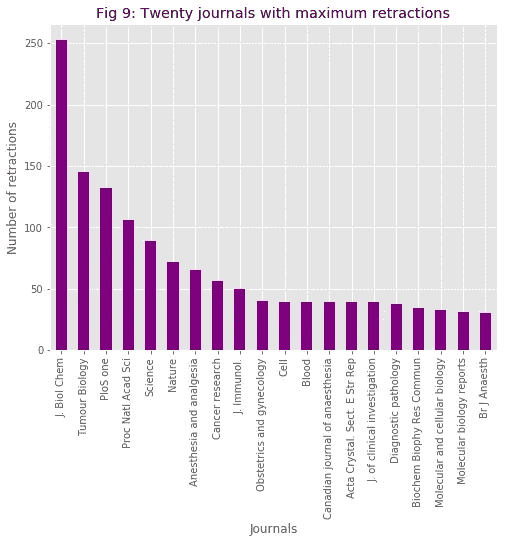 Fig 9: Twenty journals with maximum retractions
250
200
150
100
50
0
Number of retractions
J. Biol Chem
Tumour Biology
PloS one
Proc Natl Acad Sci
Science
Nature
Anesthesia and analgesia
Cancer research
J. Immunol.
Obstetrics and gynecology
Cell
Blood
Canadian journal of anaesthesia
Acta Crystal. Sect. E Str Rep
J. of clinical investigation
Diagnostic pathology
Biochem Biophy Res Commun
Molecular and cellular biology
Molecular biology reports
Br J Anaesth
Journals